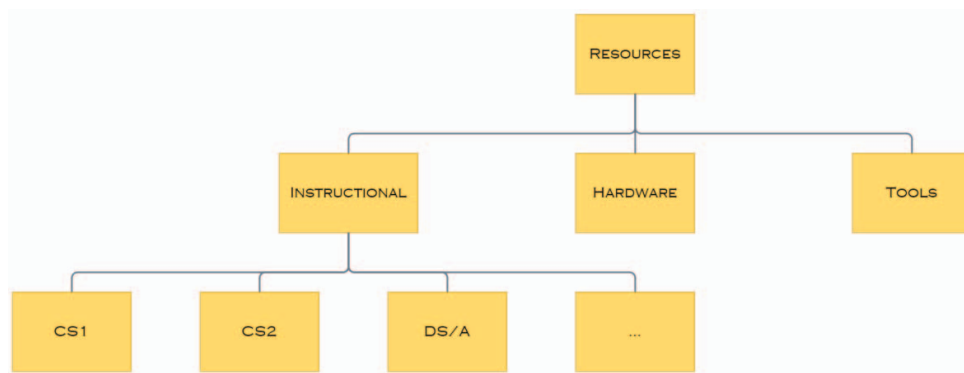 Resources
Instructional
Hardware
Tools
CS1
CS2
DS/A
...